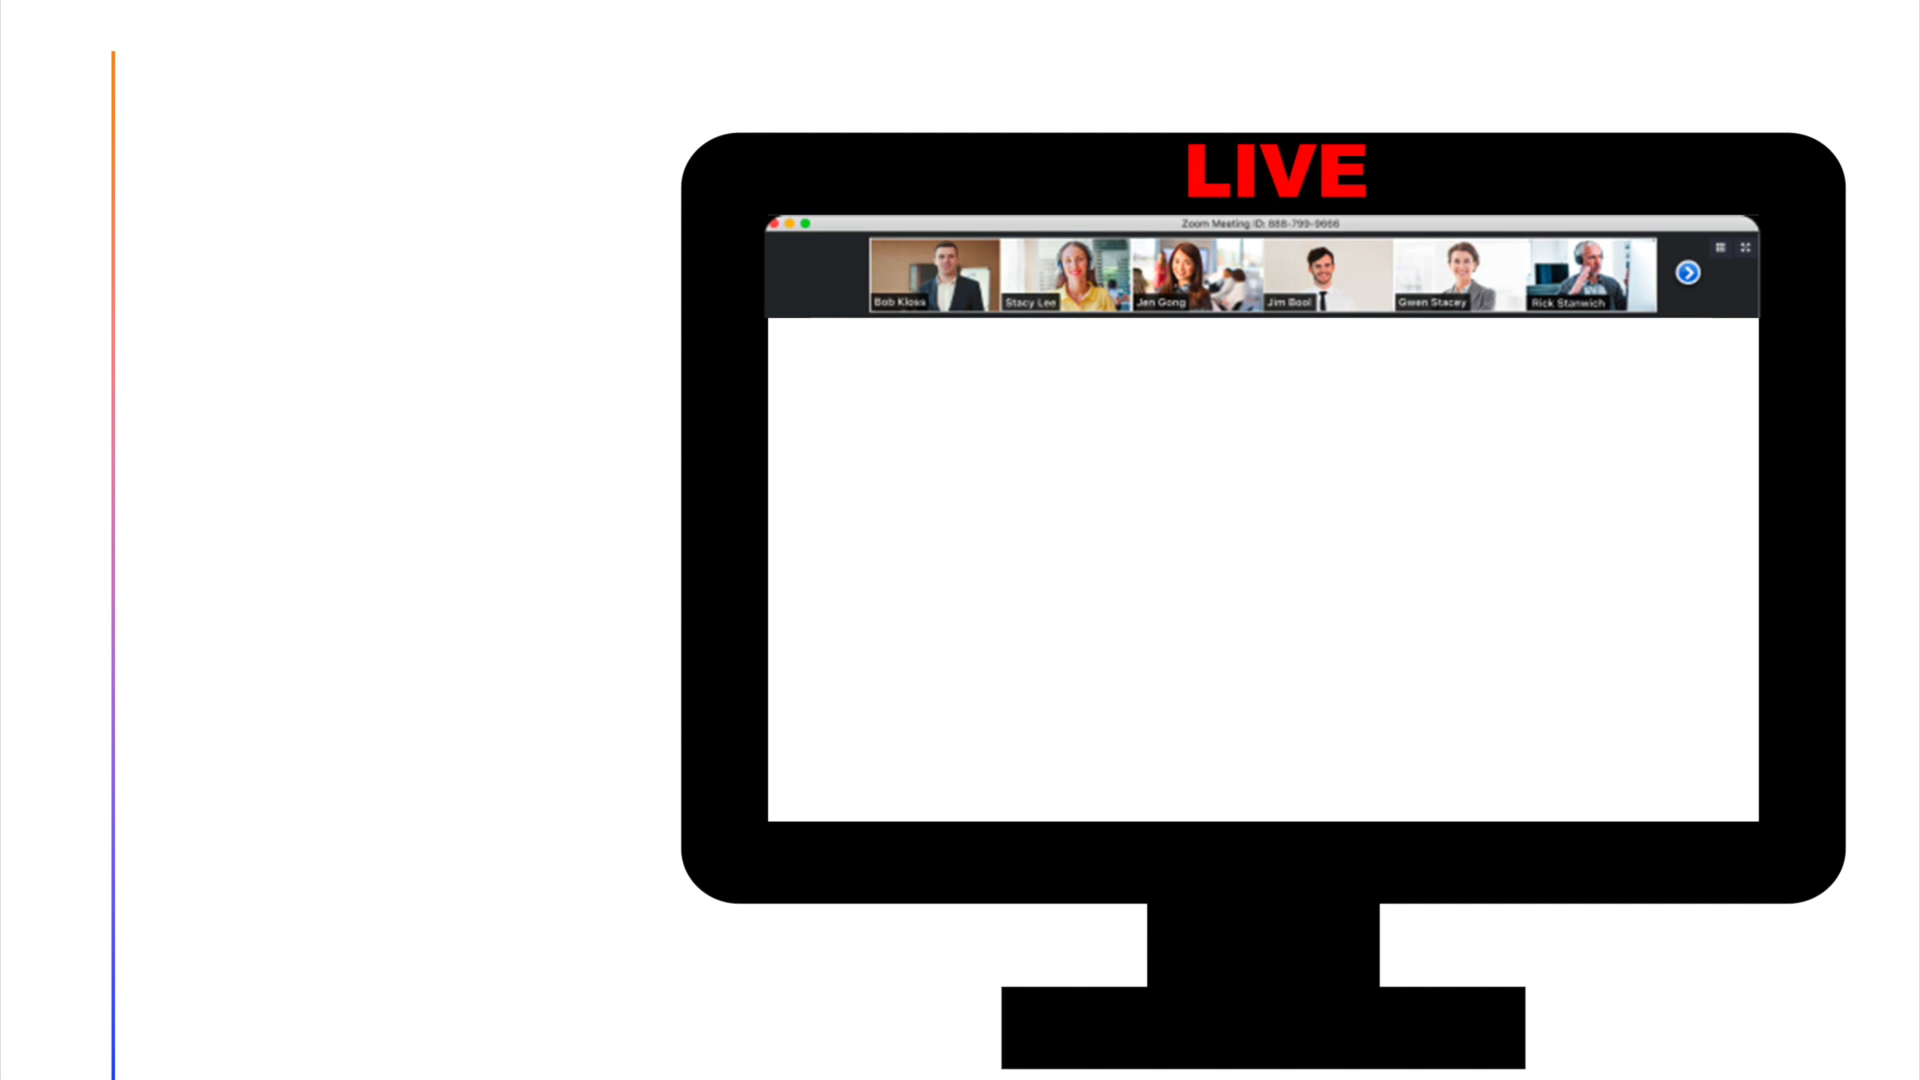 LIVE
Zoom Meeting ID: 888-799-9666
Bob Kloss
Stacy Lee
Jen Gong
Jim Bool
Gwen Stacey
Rick Stanwich